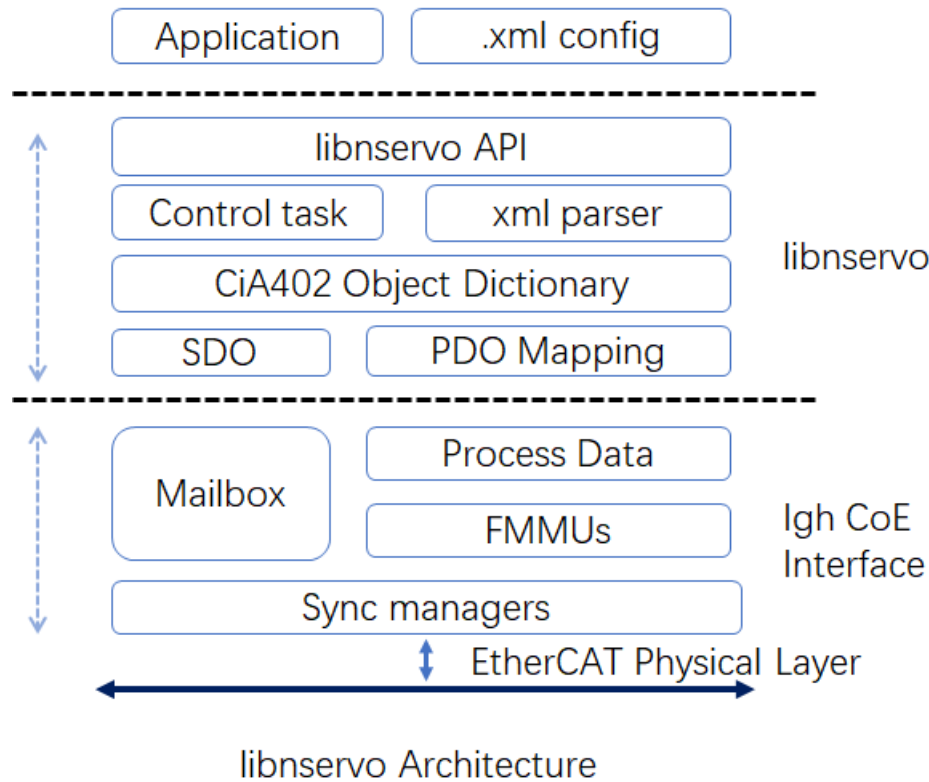 Application
.xml config
libnservo API
Control task
xml parser
libnservo
CiA402 Object Dictionary
SDO
PDO Mapping
Mailbox
Process Data
FMMUs
Igh CoE
Interface
Sync managers
EtherCAT Physical Layer
libnservo Architecture